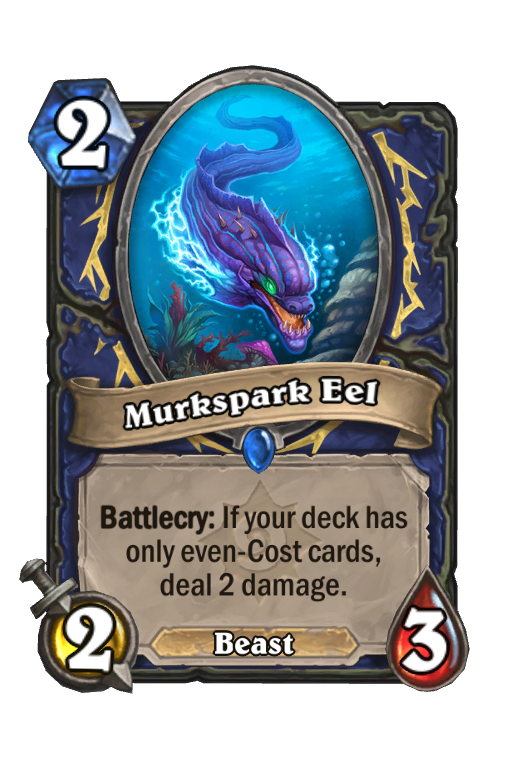 2
Murkspark Eel
Battlecry: If your deck has
only even-Cost cards,
deal 2 damage.
2
Beast
3